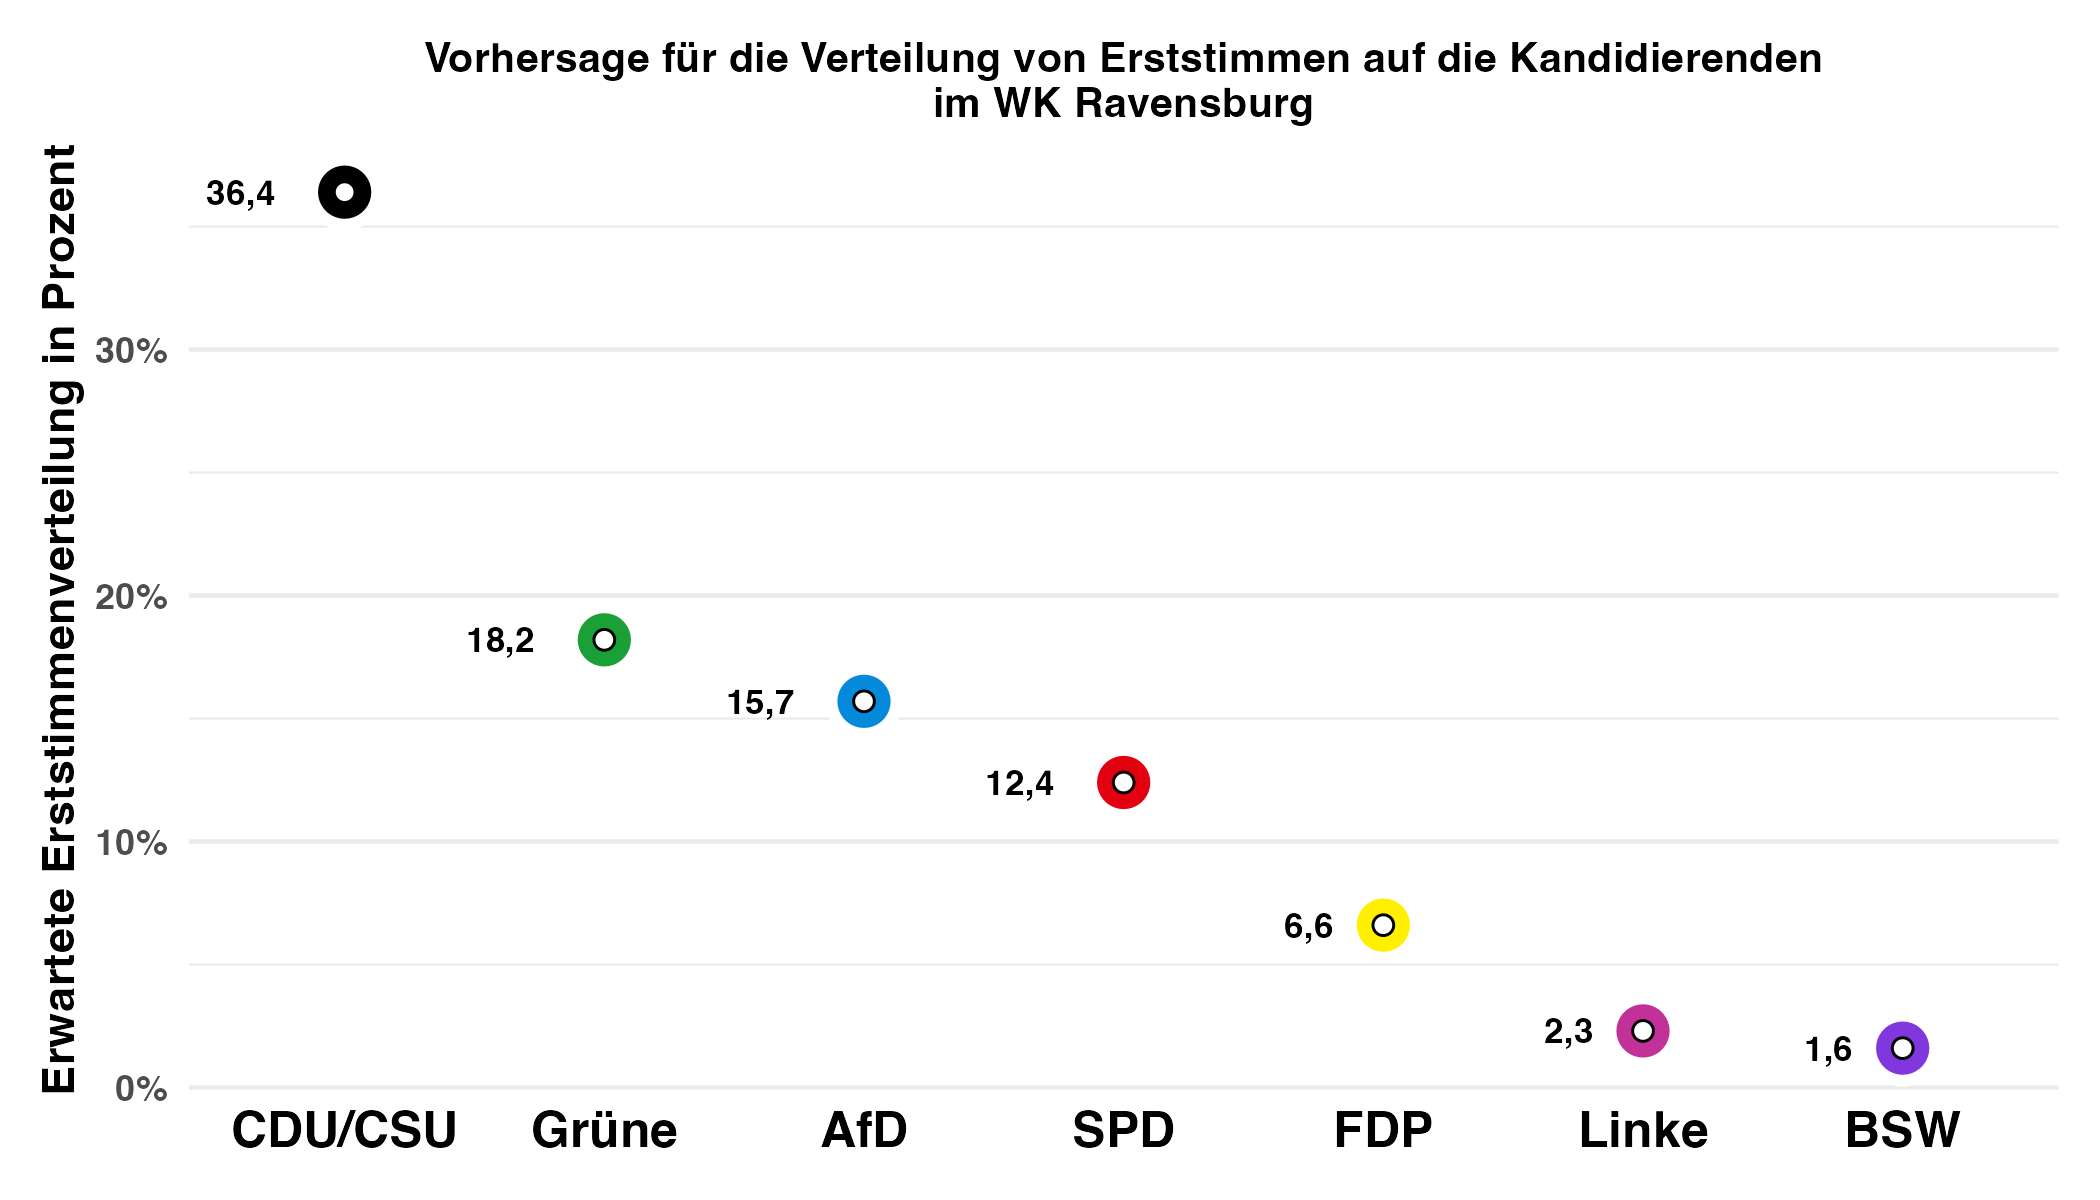 Vorhersage für die Verteilung von Erststimmen auf die Kandidierenden
im WK Ravensburg
Erwartete Erststimmenverteilung in Prozent
36,4
30%
20%
18,2
15,7
12,4
10%
6,6
2,3
1,6
0%
CDU/CSU Grüne AfD SPD FDP Linke BSW